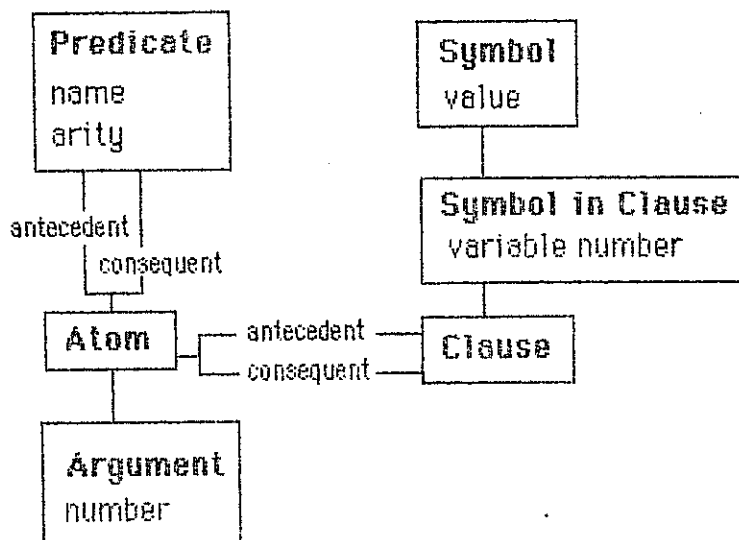 Predicate
name
arity
Symbol
value
Symbol in Clause
variable number
antecedent
consequent
Atom
antecedent
consequent
Clause
Argument
number